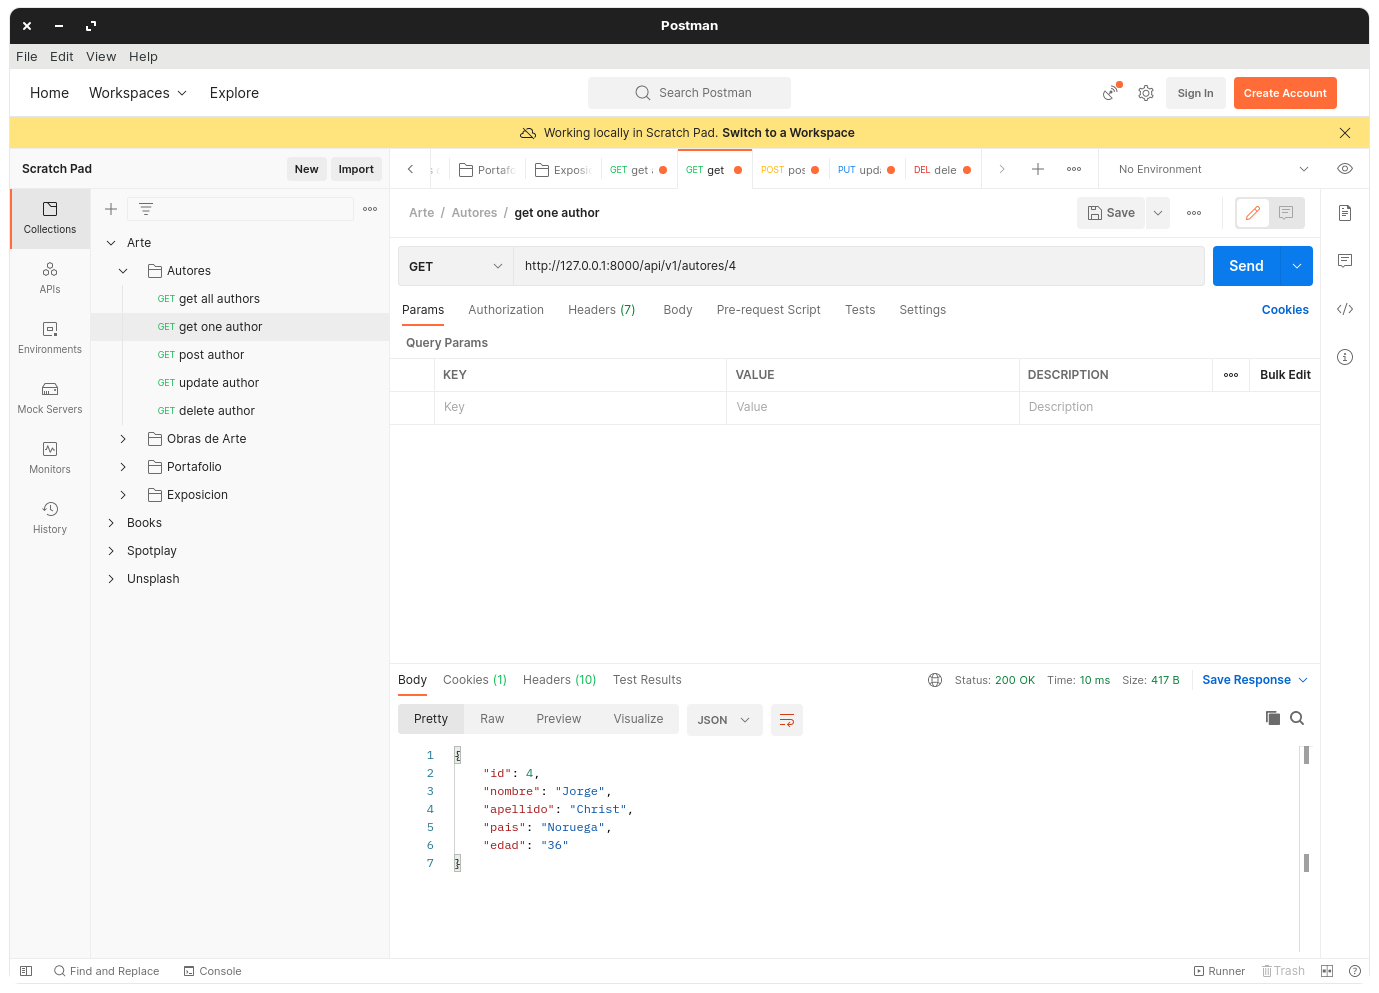 Postman
File Edit View Help
Home Workspaces Explore Search Postman Sign In Create Account
Working locally in Scratch Pad. Switch to a Workspace
Scratch Pad New Import
GET get POST pos PUT upd DEL dele No Environment
Collections
APIs
Environments
Mock Servers
Monitors
History
Arte
Autores
GET get all authors
GET get one author
GET post author
GET update author
GET delete author
Obras de Arte
Portafolio
Exposicion
Books
Spotplay
Unsplash
Arte / Autores / get one author Save
GET http://127.0.0.1:8000/api/v1/autores/4 Send
Params Authorization Headers (7) Body Pre-request Script Tests Settings Cookies
Query Params
KEY VALUE DESCRIPTION Bulk Edit
Key Value Description
Body Cookies (1) Headers (10) Test Results Status: 200 OK Time: 10 ms Size: 417 B Save Response
Pretty Raw Preview Visualize JSON
1 {
2 "id": 4,
3 "nombre": "Jorge",
4 "apellido": "Christ",
5 "pais": "Noruega",
6 "edad": "36"
7 }
Find and Replace Console Runner Trash